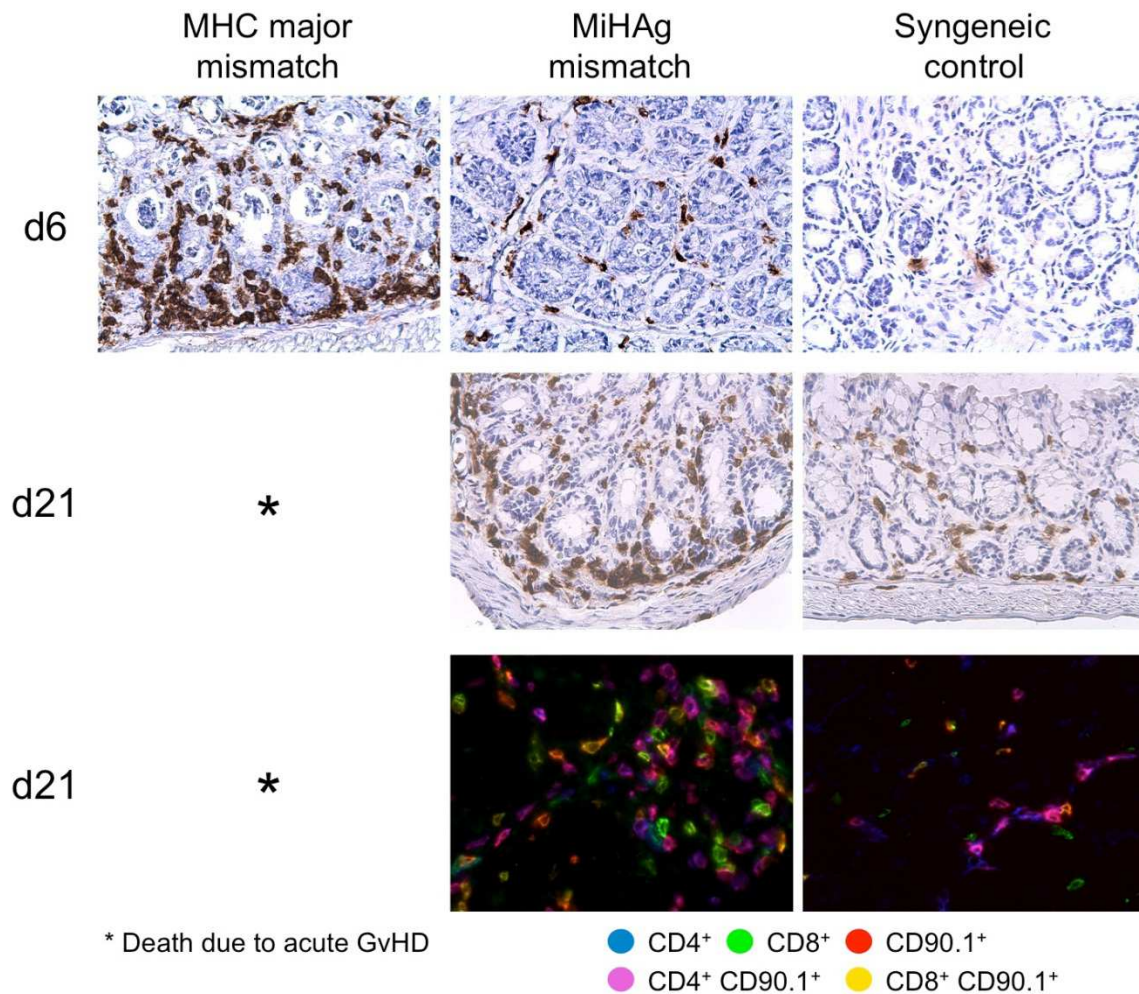 MHC major
mismatch
MiHAg
mismatch
Syngeneic
control
d6
d21
*
d21
*
* Death due to acute GvHD
CD4⁺ CD8⁺ CD90.1⁺
CD4⁺ CD90.1⁺ CD8⁺ CD90.1⁺